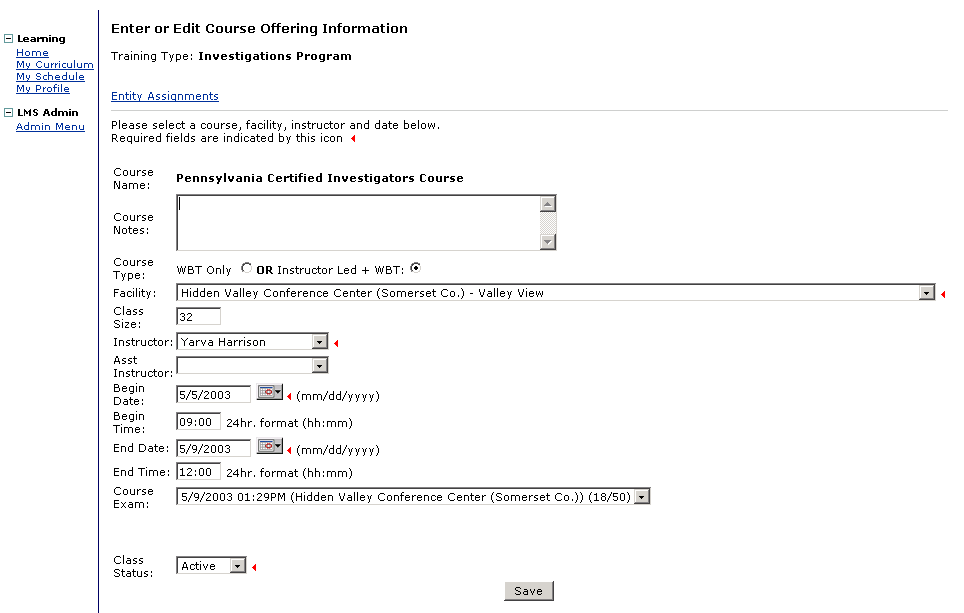 Enter or Edit Course Offering Information
Learning
Home
My Curriculum
My Schedule
My Profile
LMS Admin
Admin Menu
Training Type: Investigations Program
Entity Assignments
Please select a course, facility, instructor and date below.
Required fields are indicated by this icon
Course
Name:
Pennsylvania Certified Investigators Course
Course
Notes:
Course
Type:
WBT Only OR Instructor Led + WBT:
Facility: Hidden Valley Conference Center (Somerset Co.) - Valley View
Class
Size:
32
Instructor: Yarva Harrison
Asst
Instructor:
Begin
Date:
5/5/2003 (mm/dd/yyyy)
Begin
Time:
09:00 24hr. format (hh:mm)
End Date: 5/9/2003 (mm/dd/yyyy)
End Time: 12:00 24hr. format (hh:mm)
Course
Exam:
5/9/2003 01:29PM (Hidden Valley Conference Center (Somerset Co.)) (18/50)
Class
Status:
Active
Save